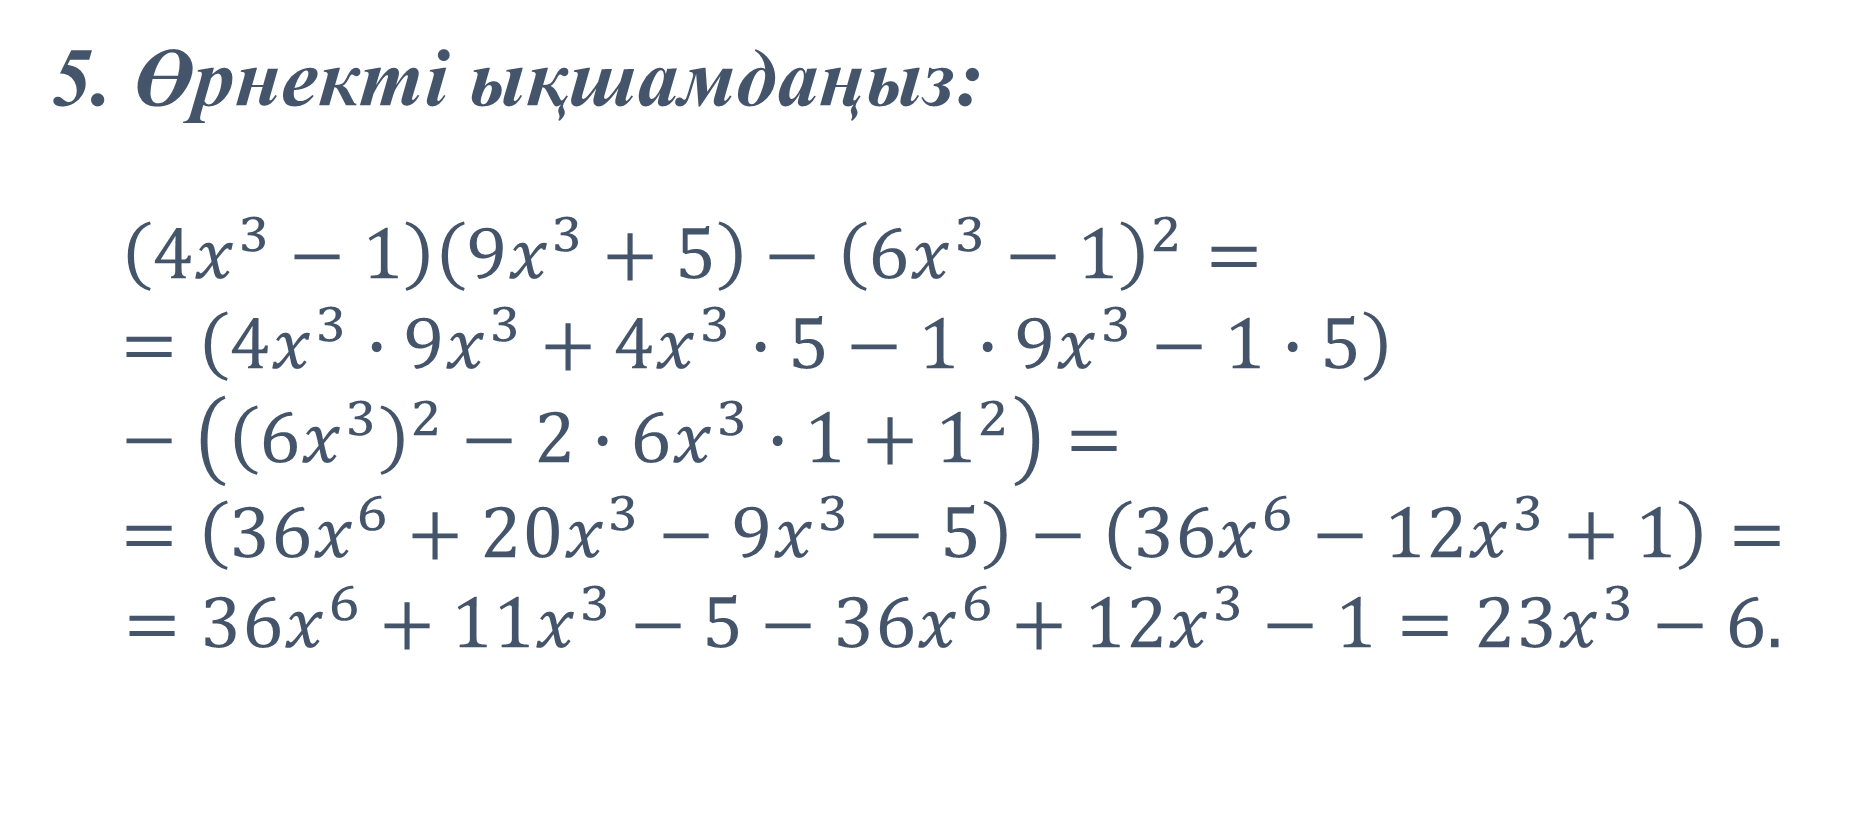 5. Өрнекті ықшамдаңыз:
(4x³ − 1)(9x³ + 5) − (6x³ − 1)² =
= (4x³ · 9x³ + 4x³ · 5 − 1 · 9x³ − 1 · 5)
− ((6x³)² − 2 · 6x³ · 1 + 1²) =
= (36x⁶ + 20x³ − 9x³ − 5) − (36x⁶ − 12x³ + 1) =
= 36x⁶ + 11x³ − 5 − 36x⁶ + 12x³ − 1 = 23x³ − 6.